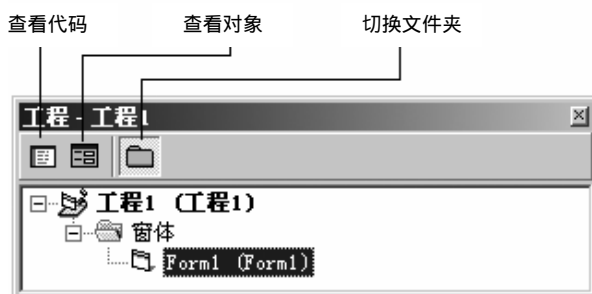 查看代码 查看对象 切换文件夹
工程 - 工程1
工程1 (工程1)
窗体
Form1 (Form1)